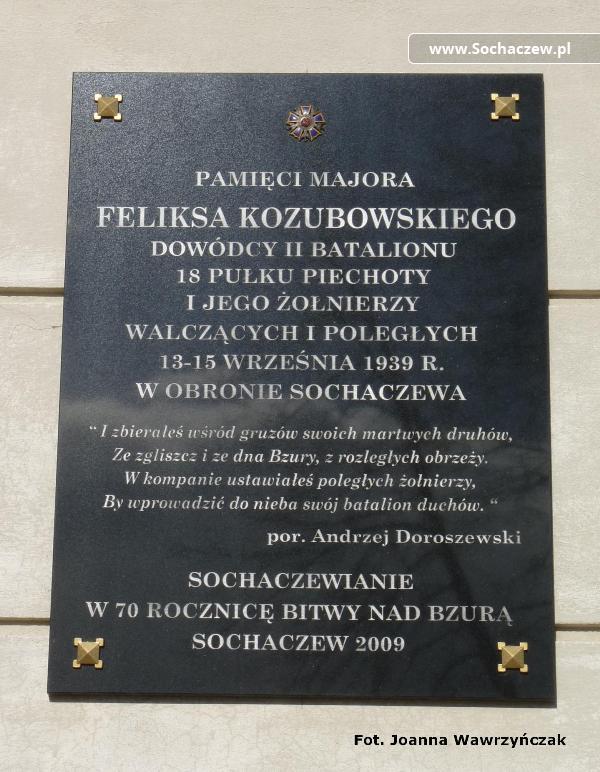 www.Sochaczew.pl
PAMIĘCI MAJORA
FELIKSA KOZUBOWSKIEGO
DOWÓDCY II BATALIONU
18 PUŁKU PIECHOTY
I JEGO ŻOŁNIERZY
WALCZĄCYCH I POLEGŁYCH
13-15 WRZEŚNIA 1939 R.
W OBRONIE SOCHACZEWA
“ I zbierałeś wśród gruzów swoich martwych druhów,
Ze zgliszcz i ze dna Bzury, z rozległych obrzeży.
W kompanie ustawiałeś poległych żołnierzy,
By wprowadzić do nieba swój batalion duchów. “
por. Andrzej Doroszewski
SOCHACZEWIANIE
W 70 ROCZNICĘ BITWY NAD BZURĄ
SOCHACZEW 2009
Fot. Joanna Wawrzyńczak